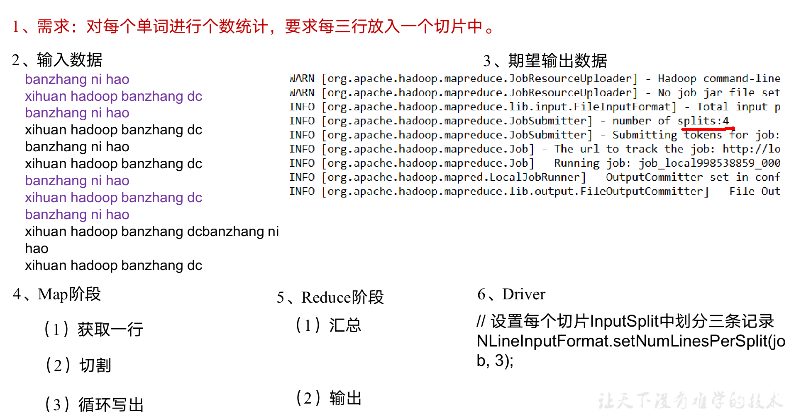 1、需求：对每个单词进行个数统计，要求每三行放入一个切片中。
2、输入数据
banzhang ni hao
xihuan hadoop banzhang dc
banzhang ni hao
xihuan hadoop banzhang dc
banzhang ni hao
xihuan hadoop banzhang dc
banzhang ni hao
xihuan hadoop banzhang dc
banzhang ni hao
xihuan hadoop banzhang dcbanzhang ni
hao
xihuan hadoop banzhang dc
3、期望输出数据
WARN [org.apache.hadoop.mapreduce.JobResourceUploader] - Hadoop command-line
WARN [org.apache.hadoop.mapreduce.JobResourceUploader] - No job jar file set
INFO [org.apache.hadoop.mapreduce.lib.input.FileInputFormat] - Total input p
INFO [org.apache.hadoop.mapreduce.JobSubmitter] - number of splits:4
INFO [org.apache.hadoop.mapreduce.JobSubmitter] - Submitting tokens for job:
INFO [org.apache.hadoop.mapreduce.Job] - The url to track the job: http://lo
INFO [org.apache.hadoop.mapreduce.Job] Running job: job_local998538859_000
INFO [org.apache.hadoop.mapred.LocalJobRunner] OutputCommitter set in conf
INFO [org.apache.hadoop.mapreduce.lib.output.FileOutputCommitter] File Out
4、Map阶段
（1）获取一行
（2）切割
（3）循环写出
5、Reduce阶段
（1）汇总
（2）输出
6、Driver
// 设置每个切片InputSplit中划分三条记录
NLineInputFormat.setNumLinesPerSplit(jo
b, 3);
让天下没有难学的技术